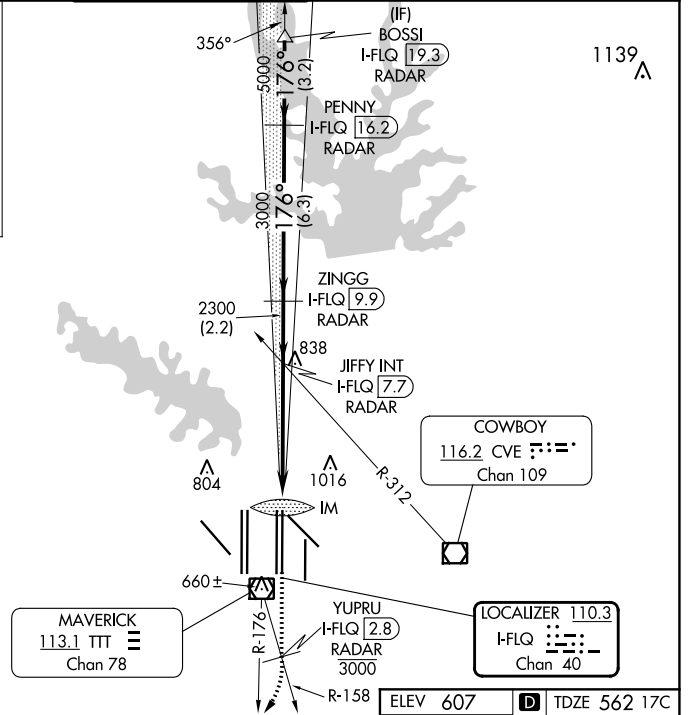 (IF)
BOSSI
I-FLQ 19.3
RADAR
356°
5000
176°
(3.2)
1139
PENNY
I-FLQ 16.2
RADAR
3000
176°
(6.3)
ZINGG
I-FLQ 9.9
RADAR
2300
(2.2)
838
JIFFY INT
I-FLQ 7.7
RADAR
COWBOY
116.2 CVE
Chan 109
R-312
804
1016
IM
660±
MAVERICK
113.1 TTT
Chan 78
R-176
YUPRU
I-FLQ 2.8
RADAR
3000
R-158
LOCALIZER 110.3
I-FLQ
Chan 40
ELEV 607 D TDZE 562 17C